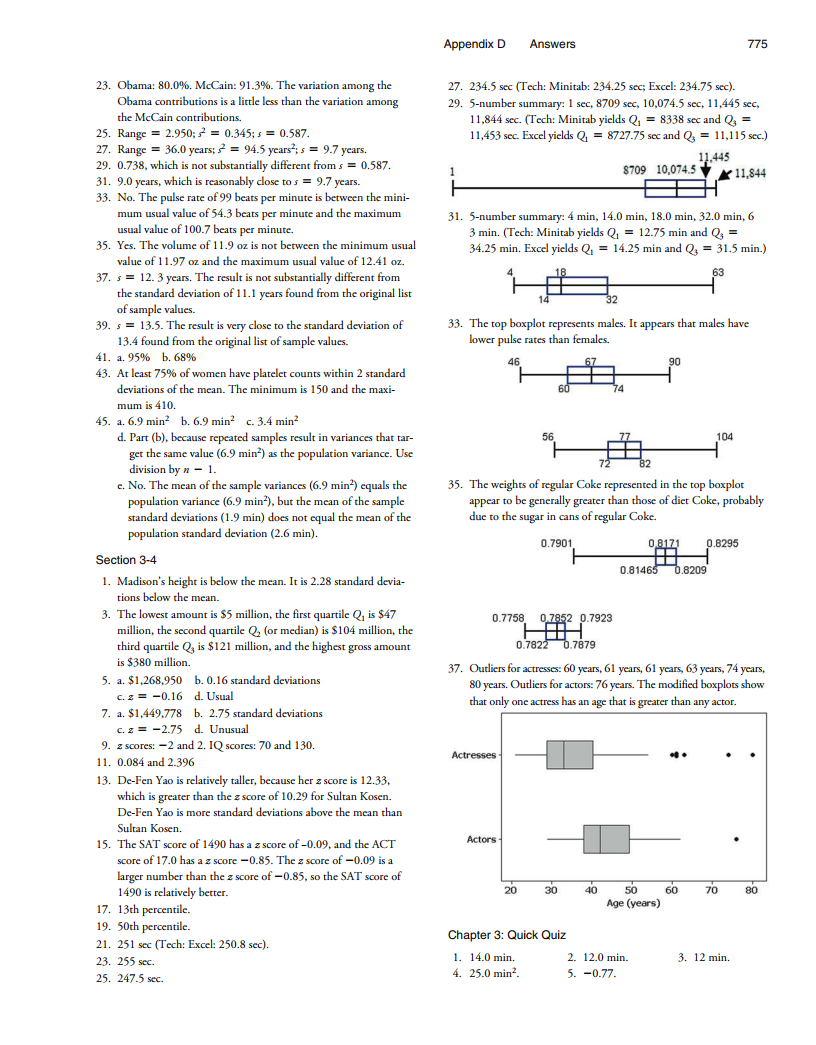 Appendix D Answers 775
23. Obama: 80.0%. McCain: 91.3%. The variation among the
Obama contributions is a little less than the variation among
the McCain contributions.
25. Range = 2.950; s² = 0.345; s = 0.587.
27. Range = 36.0 years; s² = 94.5 years²; s = 9.7 years.
29. 0.738, which is not substantially different from s = 0.587.
31. 9.0 years, which is reasonably close to s = 9.7 years.
33. No. The pulse rate of 99 beats per minute is between the mini-
mum usual value of 54.3 beats per minute and the maximum
usual value of 100.7 beats per minute.
35. Yes. The volume of 11.9 oz is not between the minimum usual
value of 11.97 oz and the maximum usual value of 12.41 oz.
37. s = 12. 3 years. The result is not substantially different from
the standard deviation of 11.1 years found from the original list
of sample values.
39. s = 13.5. The result is very close to the standard deviation of
13.4 found from the original list of sample values.
41. a. 95% b. 68%
43. At least 75% of women have platelet counts within 2 standard
deviations of the mean. The minimum is 150 and the maxi-
mum is 410.
45. a. 6.9 min² b. 6.9 min² c. 3.4 min²
d. Part (b), because repeated samples result in variances that tar-
get the same value (6.9 min²) as the population variance. Use
division by n − 1.
e. No. The mean of the sample variances (6.9 min²) equals the
population variance (6.9 min²), but the mean of the sample
standard deviations (1.9 min) does not equal the mean of the
population standard deviation (2.6 min).
Section 3-4
1. Madison's height is below the mean. It is 2.28 standard devia-
tions below the mean.
3. The lowest amount is $5 million, the first quartile Q₁ is $47
million, the second quartile Q₂ (or median) is $104 million, the
third quartile Q₃ is $121 million, and the highest gross amount
is $380 million.
5. a. $1,268,950 b. 0.16 standard deviations
c. z = −0.16 d. Usual
7. a. $1,449,778 b. 2.75 standard deviations
c. z = −2.75 d. Unusual
9. z scores: −2 and 2. IQ scores: 70 and 130.
11. 0.084 and 2.396
13. De-Fen Yao is relatively taller, because her z score is 12.33,
which is greater than the z score of 10.29 for Sultan Kosen.
De-Fen Yao is more standard deviations above the mean than
Sultan Kosen.
15. The SAT score of 1490 has a z score of –0.09, and the ACT
score of 17.0 has a z score −0.85. The z score of −0.09 is a
larger number than the z score of −0.85, so the SAT score of
1490 is relatively better.
17. 13th percentile.
19. 50th percentile.
21. 251 sec (Tech: Excel: 250.8 sec).
23. 255 sec.
25. 247.5 sec.
27. 234.5 sec (Tech: Minitab: 234.25 sec; Excel: 234.75 sec).
29. 5-number summary: 1 sec, 8709 sec, 10,074.5 sec, 11,445 sec,
11,844 sec. (Tech: Minitab yields Q₁ = 8338 sec and Q₃ =
11,453 sec. Excel yields Q₁ = 8727.75 sec and Q₃ = 11,115 sec.)
11,445
1 8709 10,074.5 11,844
31. 5-number summary: 4 min, 14.0 min, 18.0 min, 32.0 min, 6
3 min. (Tech: Minitab yields Q₁ = 12.75 min and Q₃ =
34.25 min. Excel yields Q₁ = 14.25 min and Q₃ = 31.5 min.)
4 18 63
14 32
33. The top boxplot represents males. It appears that males have
lower pulse rates than females.
46 67 90
60 74
56 77 104
72 82
35. The weights of regular Coke represented in the top boxplot
appear to be generally greater than those of diet Coke, probably
due to the sugar in cans of regular Coke.
0.7901 0.8171 0.8295
0.81465 0.8209
0.7758 0.7852 0.7923
0.7822 0.7879
37. Outliers for actresses: 60 years, 61 years, 61 years, 63 years, 74 years,
80 years. Outliers for actors: 76 years. The modified boxplots show
that only one actress has an age that is greater than any actor.
Actresses
Actors
20 30 40 50 60 70 80
Age (years)
Chapter 3: Quick Quiz
1. 14.0 min. 2. 12.0 min. 3. 12 min.
4. 25.0 min². 5. −0.77.